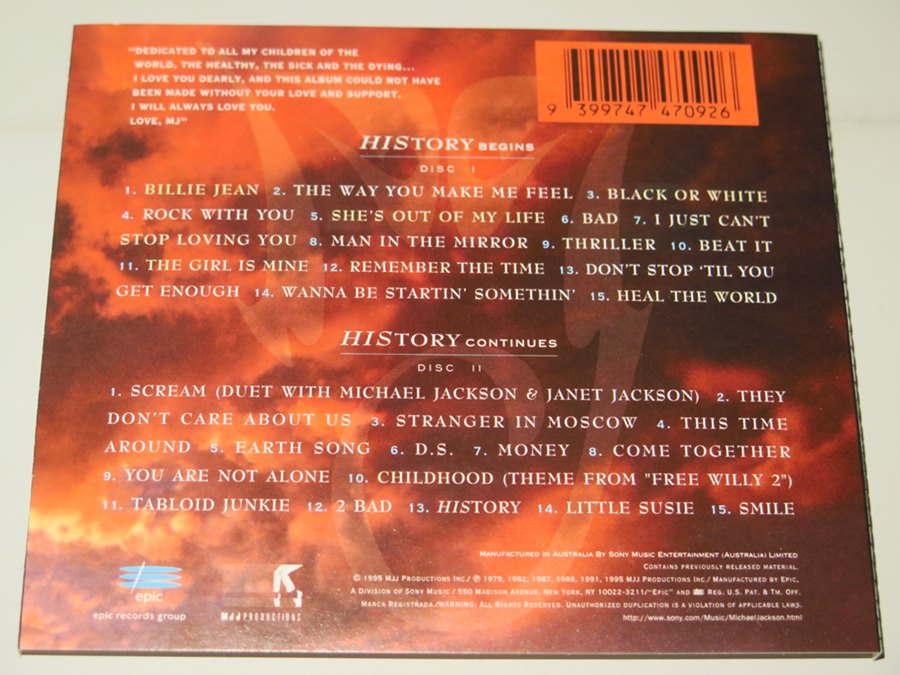 "DEDICATED TO ALL MY CHILDREN OF THE
WORLD, THE HEALTHY, THE SICK AND THE DYING...
I LOVE YOU DEARLY, AND THIS ALBUM COULD NOT HAVE
BEEN MADE WITHOUT YOUR LOVE AND SUPPORT.
I WILL ALWAYS LOVE YOU.
LOVE, MJ"
9 399747 470926
HISTORY BEGINS
DISC I
1. BILLIE JEAN 2. THE WAY YOU MAKE ME FEEL 3. BLACK OR WHITE
4. ROCK WITH YOU 5. SHE'S OUT OF MY LIFE 6. BAD 7. I JUST CAN'T
STOP LOVING YOU 8. MAN IN THE MIRROR 9. THRILLER 10. BEAT IT
11. THE GIRL IS MINE 12. REMEMBER THE TIME 13. DON'T STOP 'TIL YOU
GET ENOUGH 14. WANNA BE STARTIN' SOMETHIN' 15. HEAL THE WORLD
HISTORY CONTINUES
DISC II
1. SCREAM (DUET WITH MICHAEL JACKSON & JANET JACKSON) 2. THEY
DON'T CARE ABOUT US 3. STRANGER IN MOSCOW 4. THIS TIME
AROUND 5. EARTH SONG 6. D.S. 7. MONEY 8. COME TOGETHER
9. YOU ARE NOT ALONE 10. CHILDHOOD (THEME FROM "FREE WILLY 2")
11. TABLOID JUNKIE 12. 2 BAD 13. HISTORY 14. LITTLE SUSIE 15. SMILE
MANUFACTURED IN AUSTRALIA BY SONY MUSIC ENTERTAINMENT (AUSTRALIA) LIMITED
CONTAINS PREVIOUSLY RELEASED MATERIAL.
© 1995 MJJ PRODUCTIONS INC./ ℗ 1979, 1982, 1987, 1988, 1991, 1995 MJJ PRODUCTIONS INC./ MANUFACTURED BY EPIC,
A DIVISION OF SONY MUSIC / 550 MADISON AVENUE, NEW YORK, NY 10022-3211/"EPIC" AND REG. U.S. PAT. & TM. OFF.
MARCA REGISTRADA/WARNING: ALL RIGHTS RESERVED. UNAUTHORIZED DUPLICATION IS A VIOLATION OF APPLICABLE LAWS.
http://www.sony.com/Music/MichaelJackson.html
epic
epic records group
MJJ PRODUCTIONS